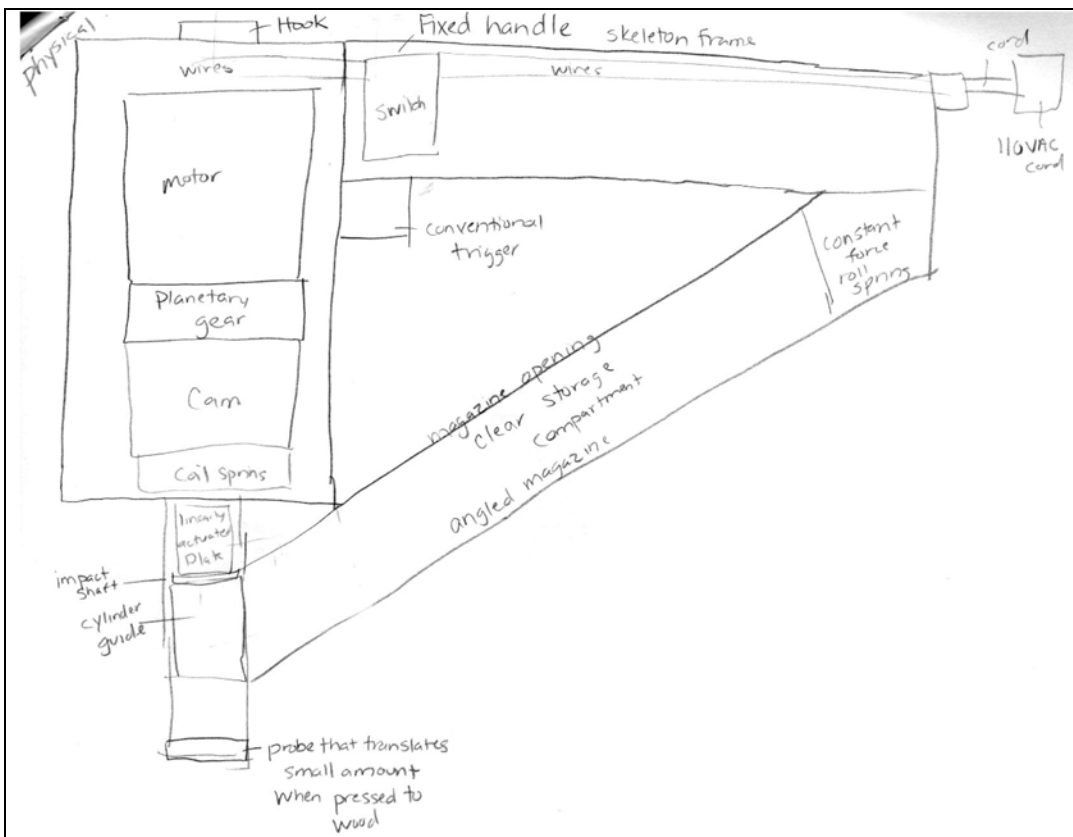 physical
Hook
Fixed handle
skeleton frame
cord
wires
wires
switch
110VAC
cord
motor
conventional
trigger
constant
force
roll
spring
Planetary
gear
magazine opening
clear storage
compartment
angled magazine
Cam
Coil spring
linearly
actuated
Plate
impact
shaft
cylinder
guide
probe that translates
small amount
when pressed to
wood